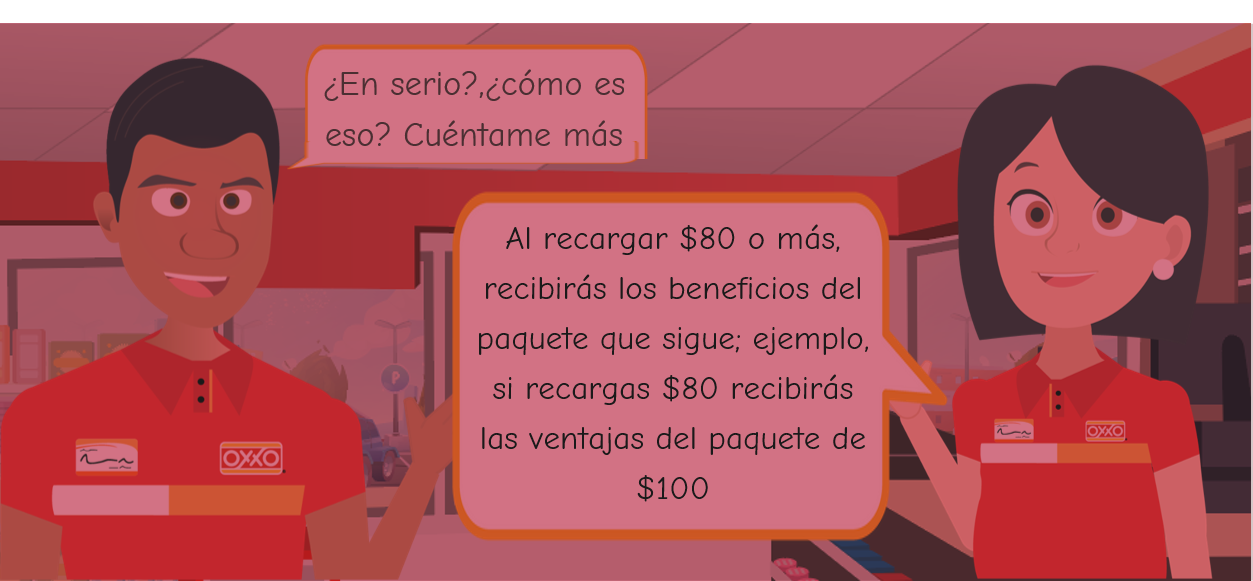 ¿En serio?,¿cómo es
eso? Cuéntame más
Al recargar $80 o más,
recibirás los beneficios del
paquete que sigue; ejemplo,
si recargas $80 recibirás
las ventajas del paquete de
$100
OXXO
OXXO
P